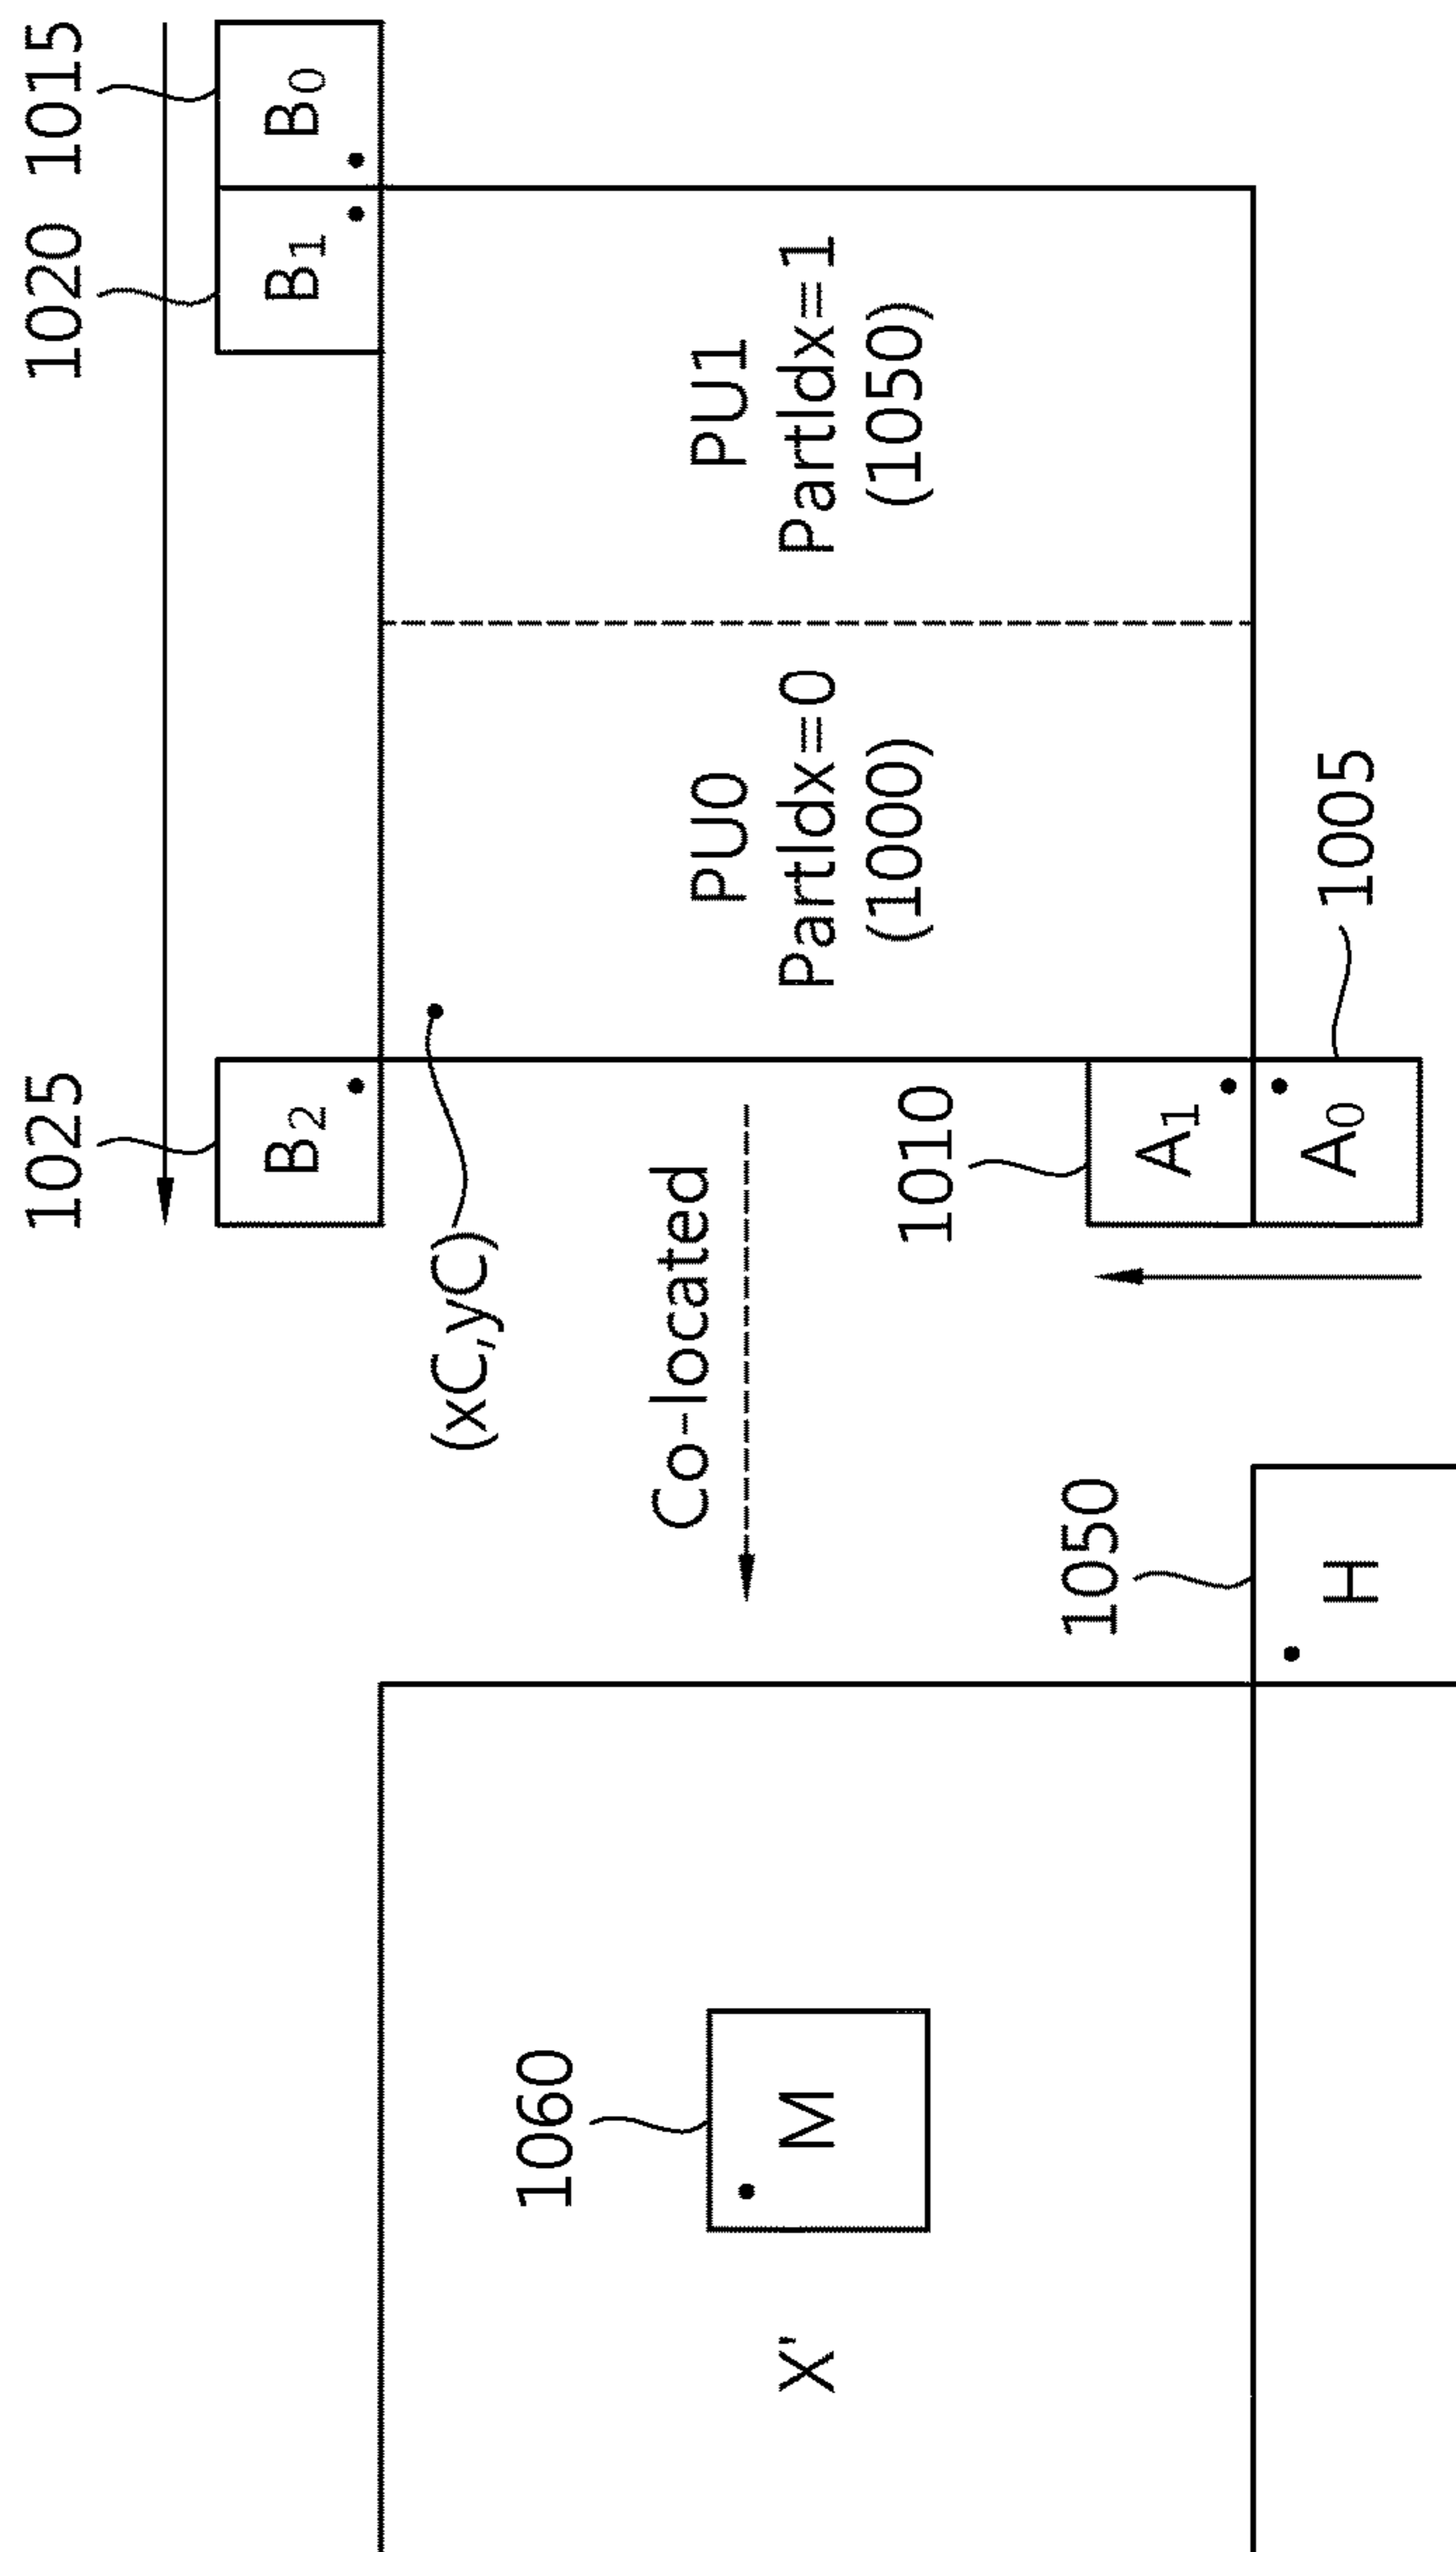 1025
1020
1015
B₂
B₁
B₀
(xC,yC)
1060
Co-located
PU0
PartIdx=0
(1000)
PU1
PartIdx=1
(1050)
X'
M
1010
1050
A₁
H
A₀
1005